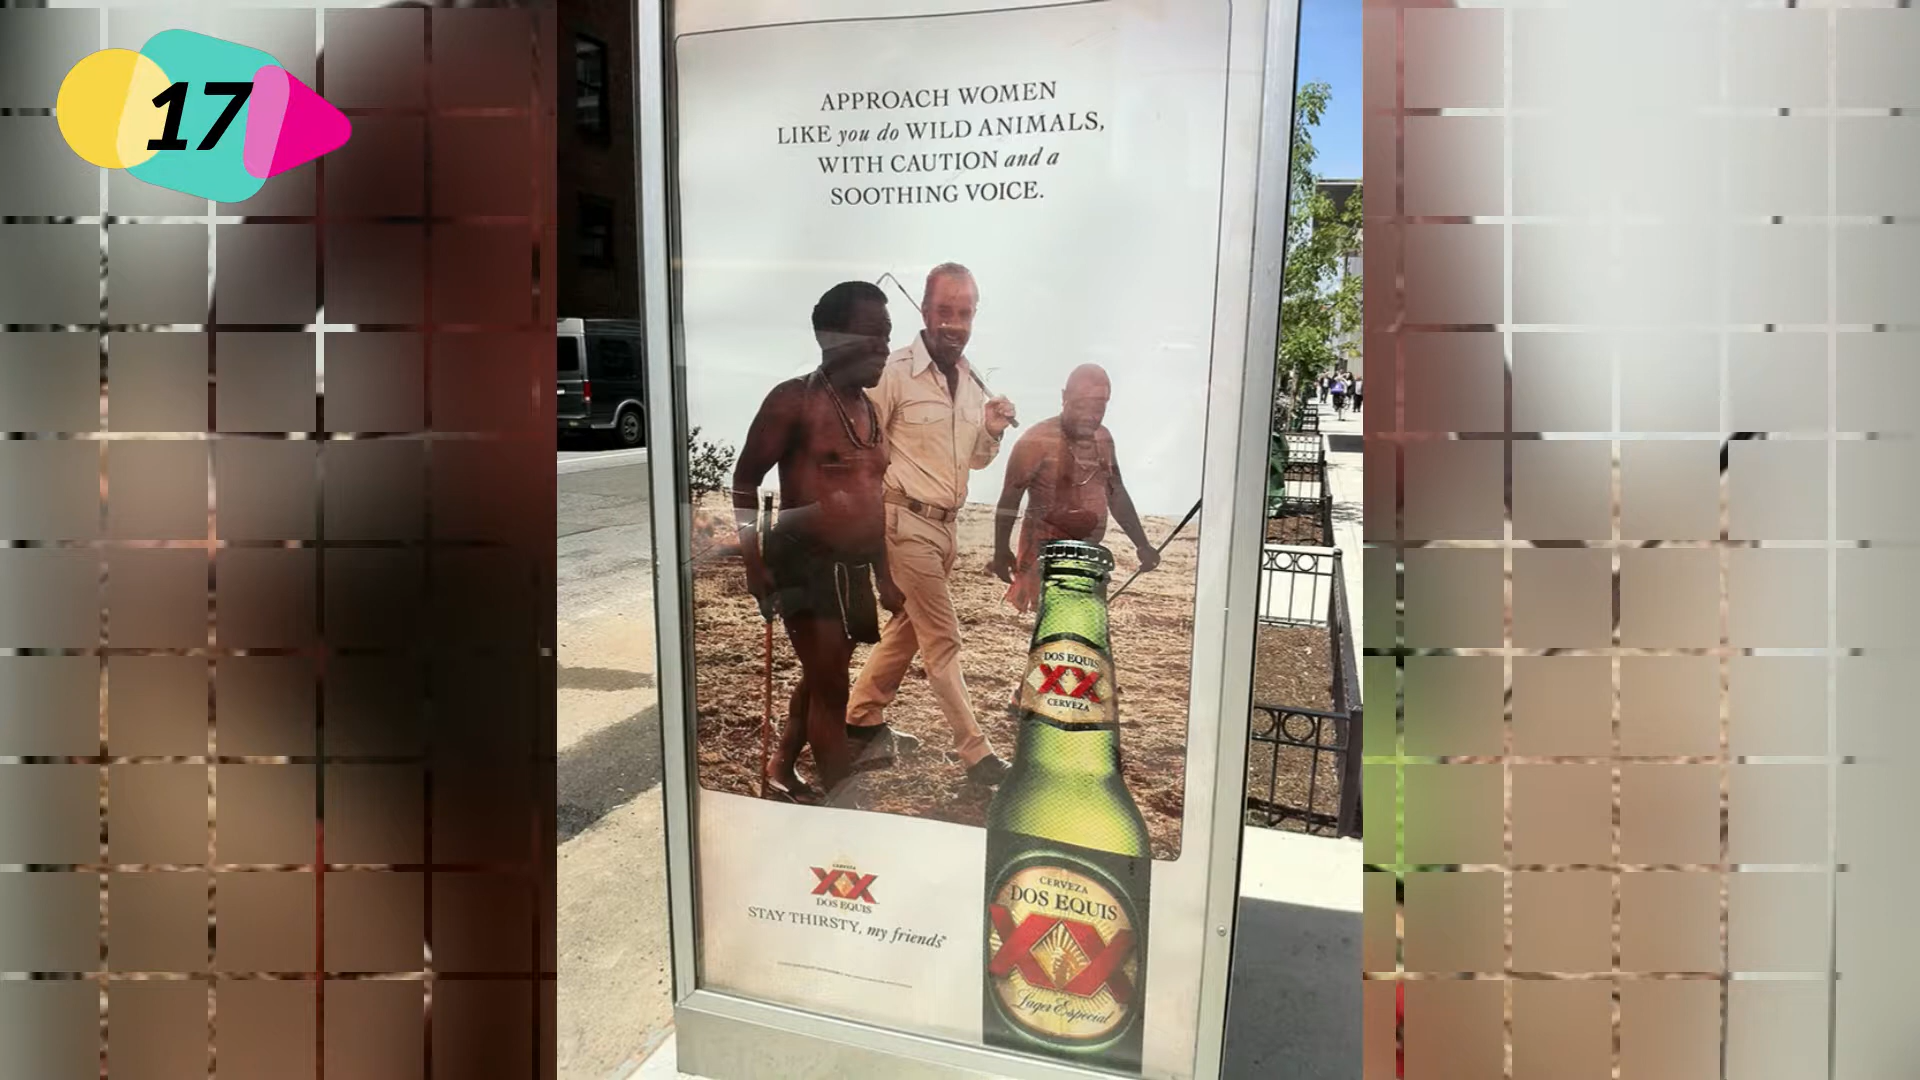 17
APPROACH WOMEN
LIKE you do WILD ANIMALS,
WITH CAUTION and a
SOOTHING VOICE.
DOS EQUIS
XX
CERVEZA
CERVEZA
XX
DOS EQUIS
STAY THIRSTY, my friends
CERVEZA
DOS EQUIS
XX
Lager Especial